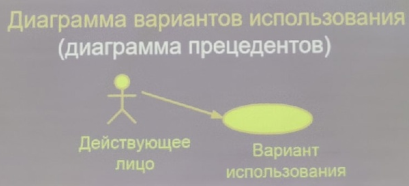 Диаграмма вариантов использования
(диаграмма прецедентов)
Действующее
лицо
Вариант
использования